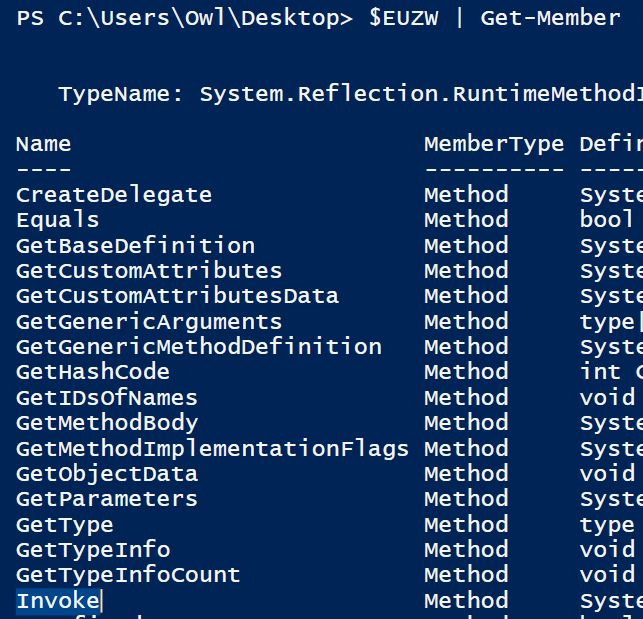 PS C:\Users\Owl\Desktop> $EUZW | Get-Member
TypeName: System.Reflection.RuntimeMethodI
Name MemberType Defin
---- ---------- -----
CreateDelegate Method Syste
Equals Method bool
GetBaseDefinition Method Syste
GetCustomAttributes Method Syste
GetCustomAttributesData Method Syste
GetGenericArguments Method type[
GetGenericMethodDefinition Method Syste
GetHashCode Method int G
GetIDsOfNames Method void
GetMethodBody Method Syste
GetMethodImplementationFlags Method Syste
GetObjectData Method void
GetParameters Method Syste
GetType Method type
GetTypeInfo Method void
GetTypeInfoCount Method void
Invoke Method Syste